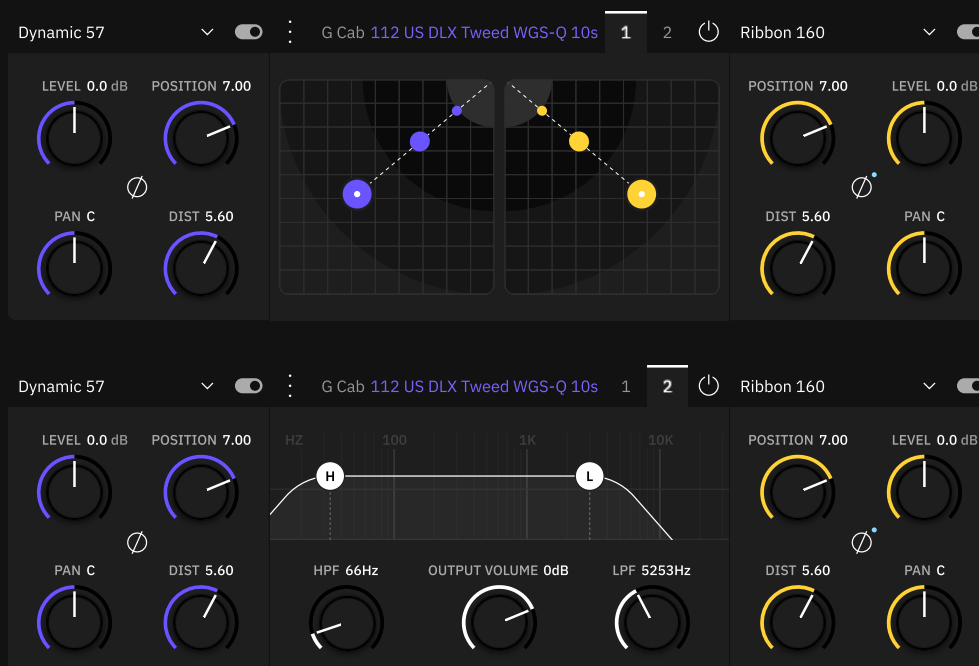 Dynamic 57 G Cab 112 US DLX Tweed WGS-Q 10s 1 2 Ribbon 160
LEVEL 0.0 dB POSITION 7.00 POSITION 7.00 LEVEL 0.0 dB
PAN C DIST 5.60 DIST 5.60 PAN C
Dynamic 57 G Cab 112 US DLX Tweed WGS-Q 10s 1 2 Ribbon 160
LEVEL 0.0 dB POSITION 7.00 HZ 100 1K 10K POSITION 7.00 LEVEL 0.0 dB
H L
PAN C DIST 5.60 HPF 66Hz OUTPUT VOLUME 0dB LPF 5253Hz DIST 5.60 PAN C